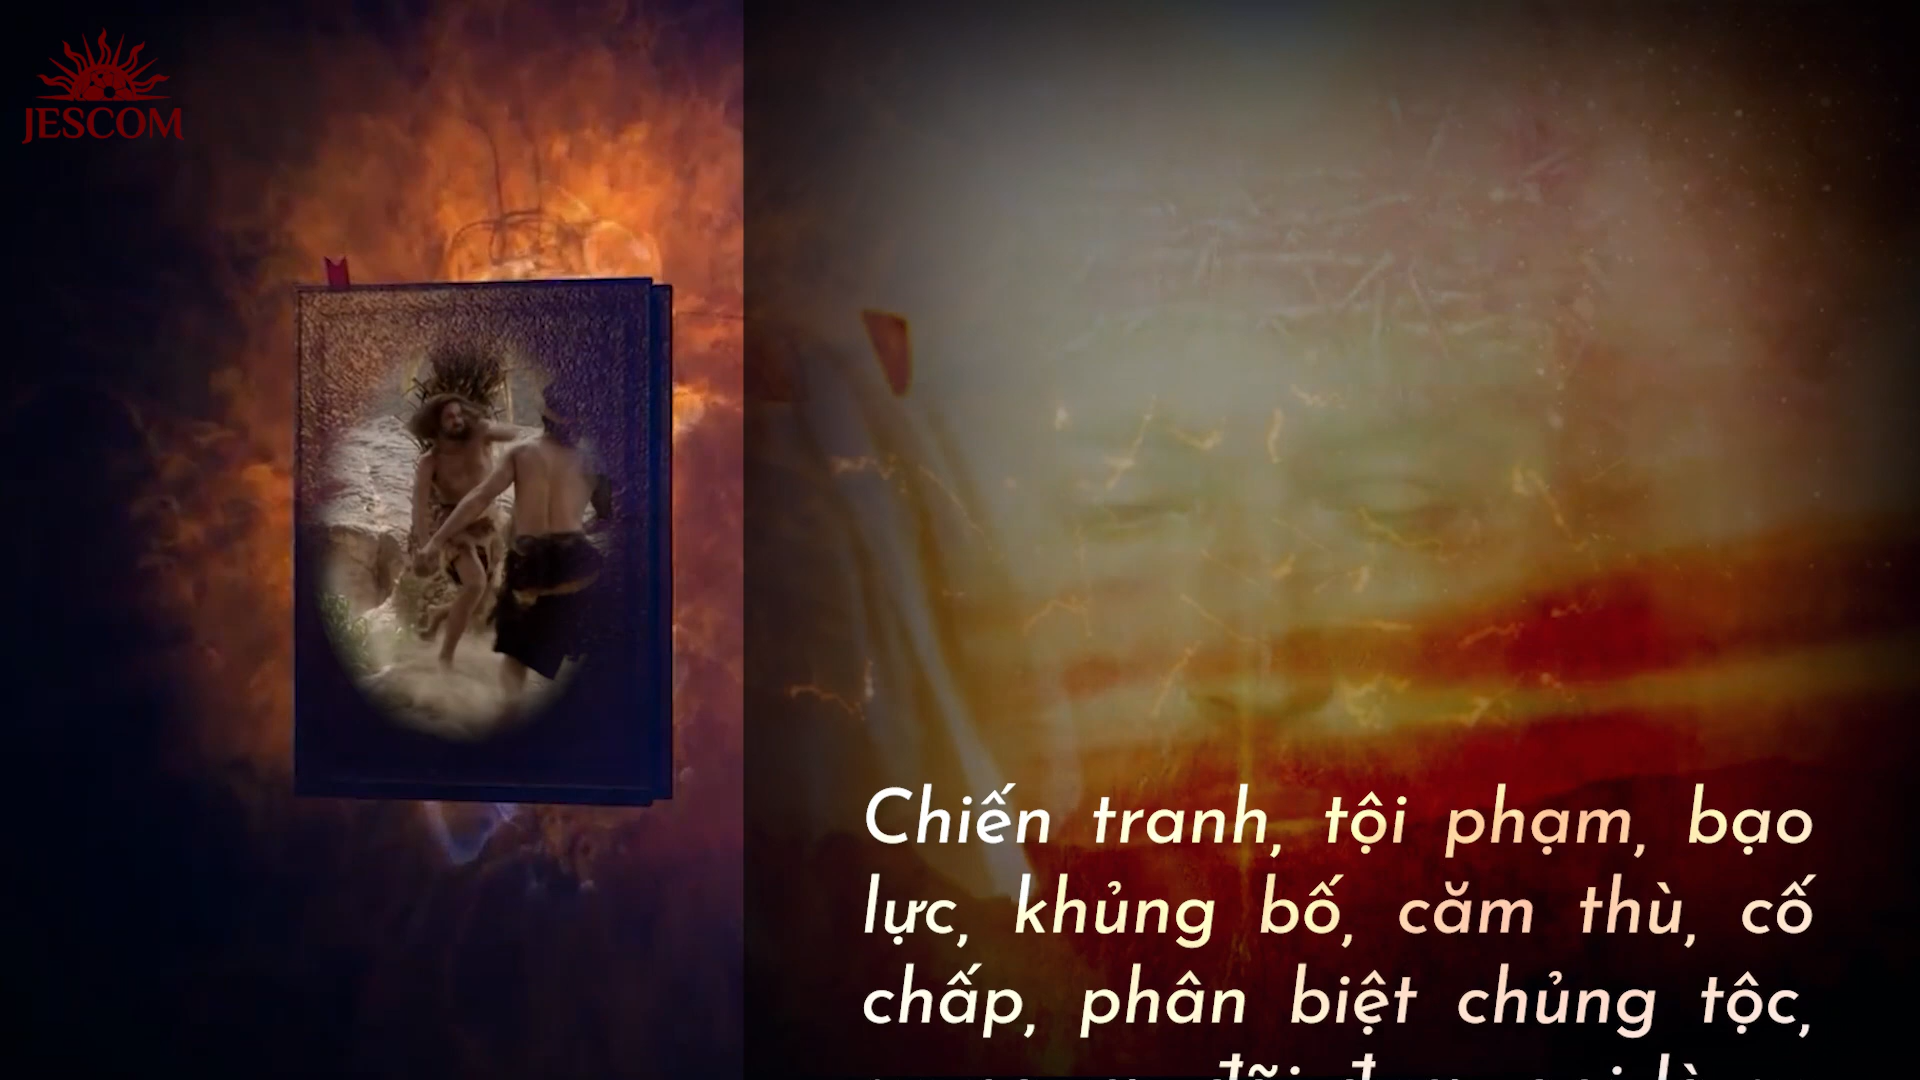 JESCOM
Chiến tranh, tội phạm, bạo
lực, khủng bố, căm thù, cố
chấp, phân biệt chủng tộc,